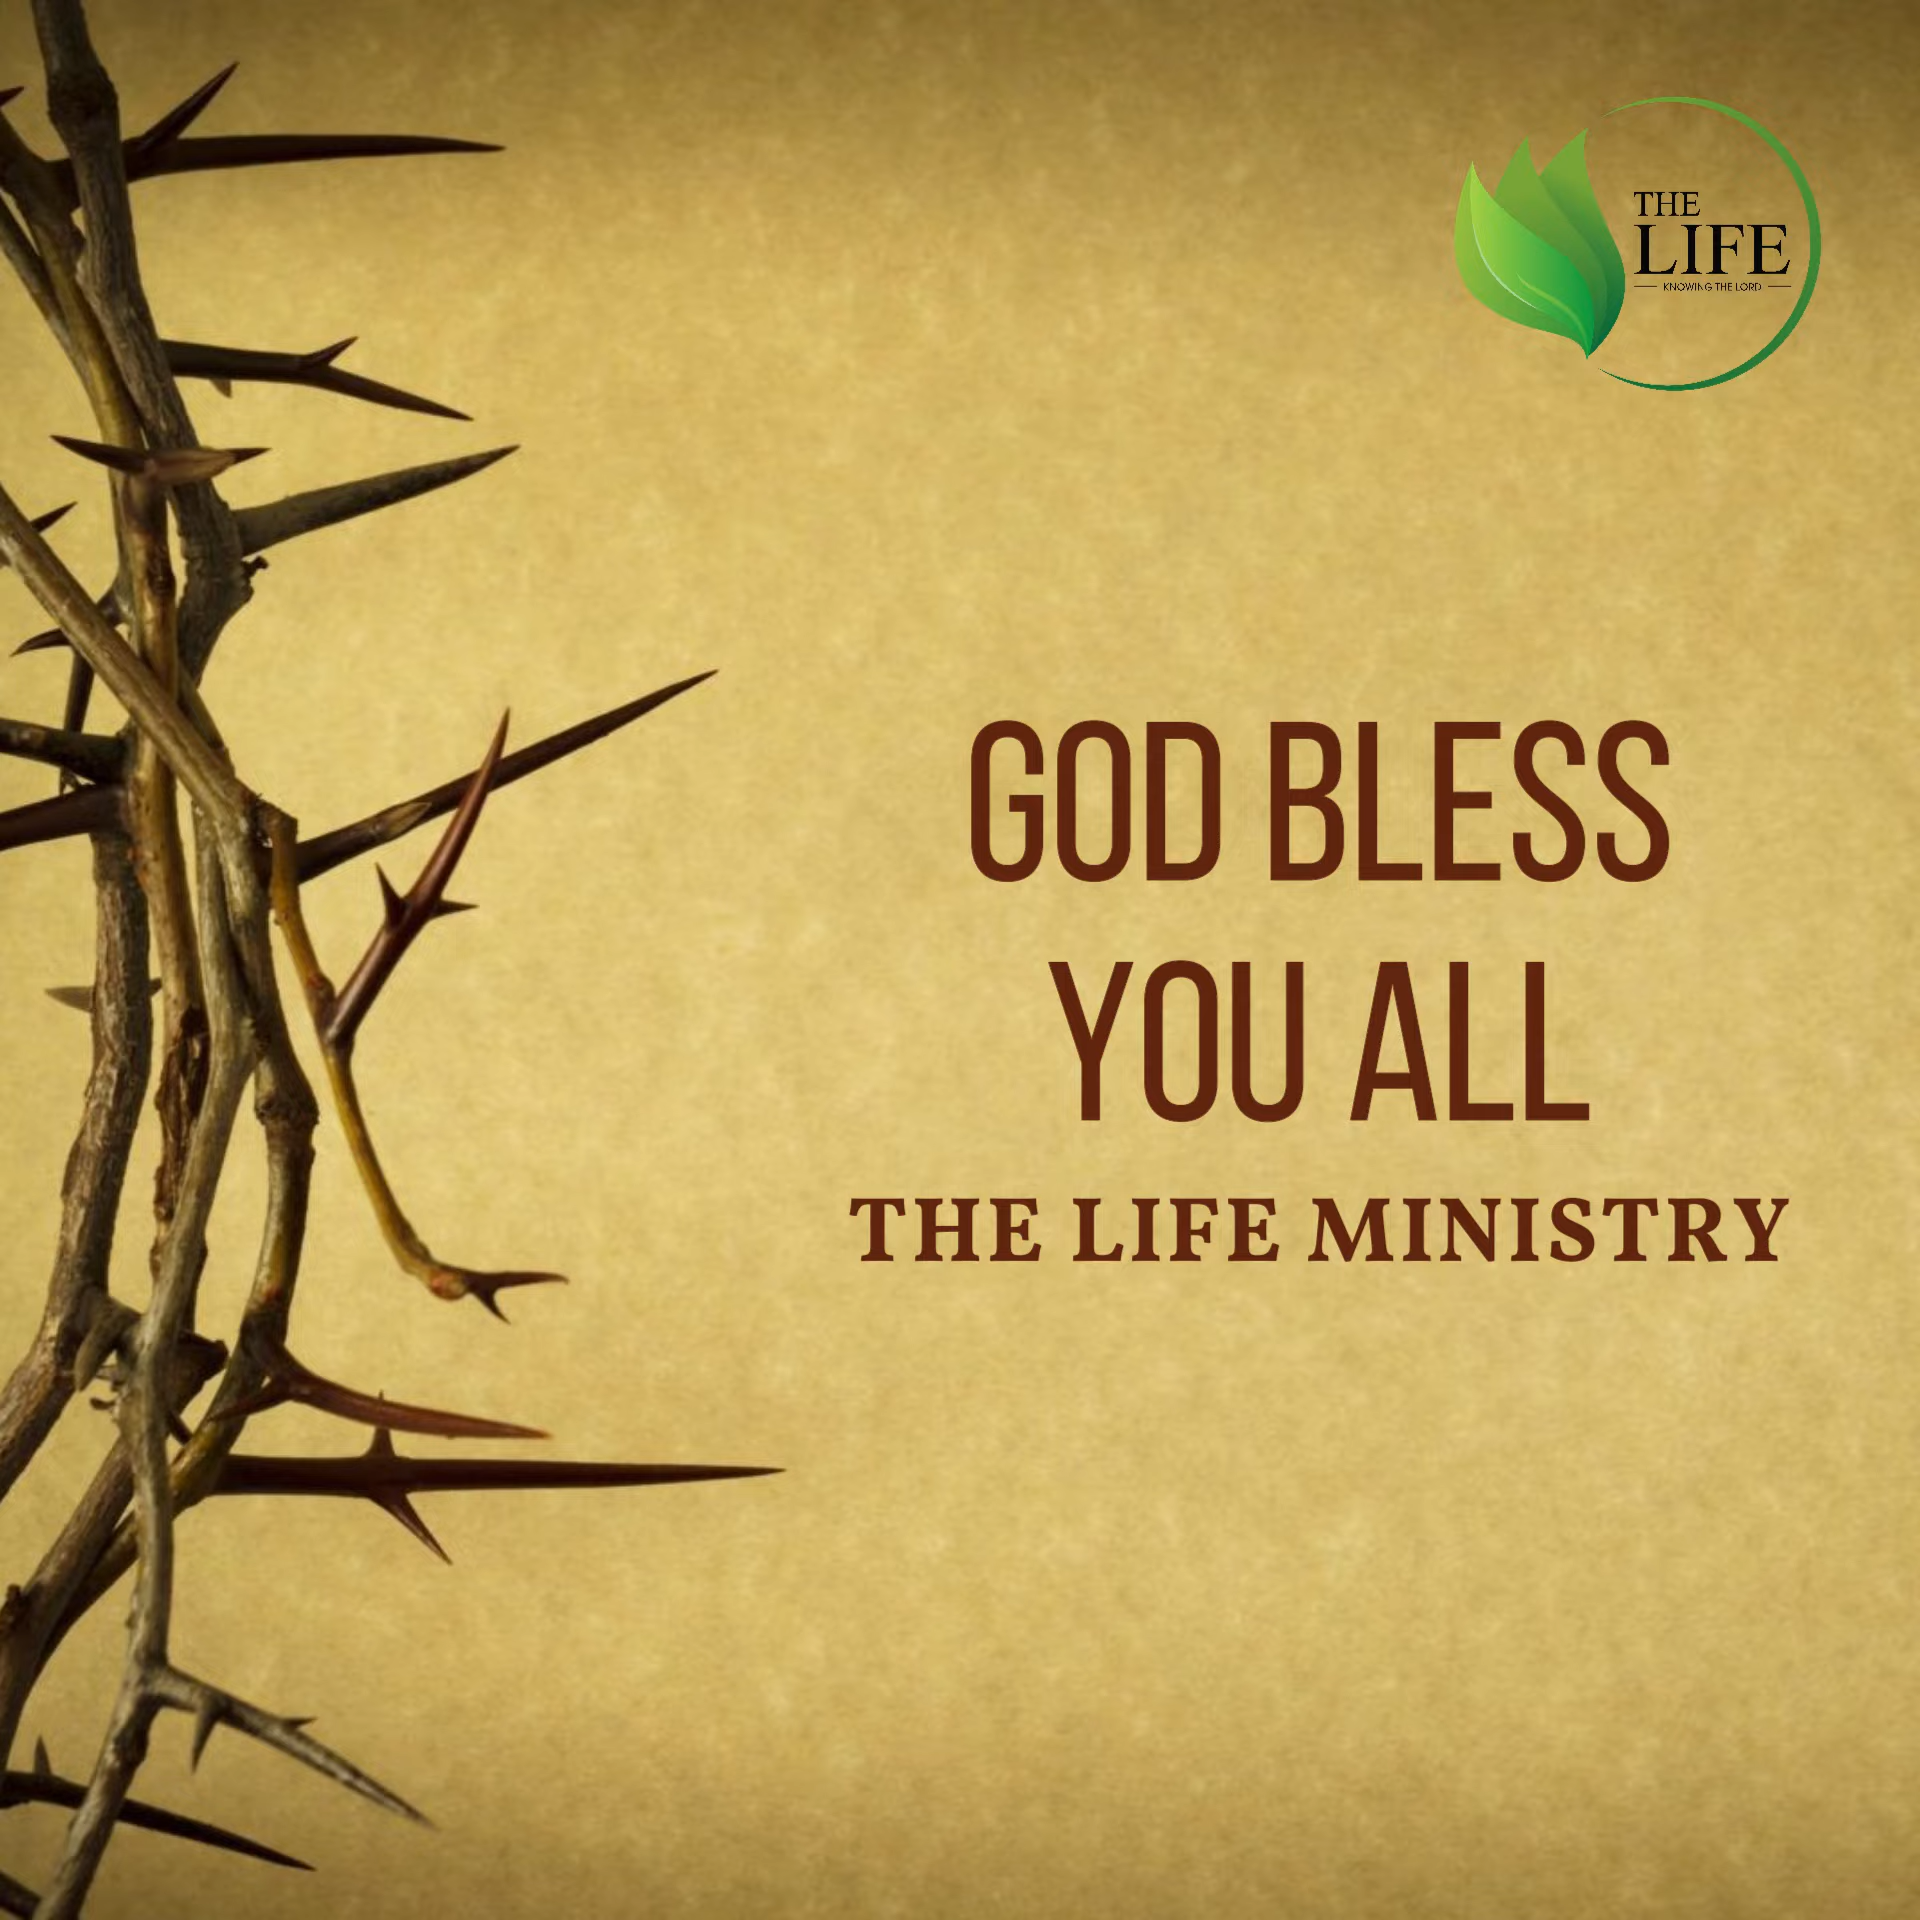 THE
LIFE
KNOWING THE LORD
GOD BLESS
YOU ALL
THE LIFE MINISTRY